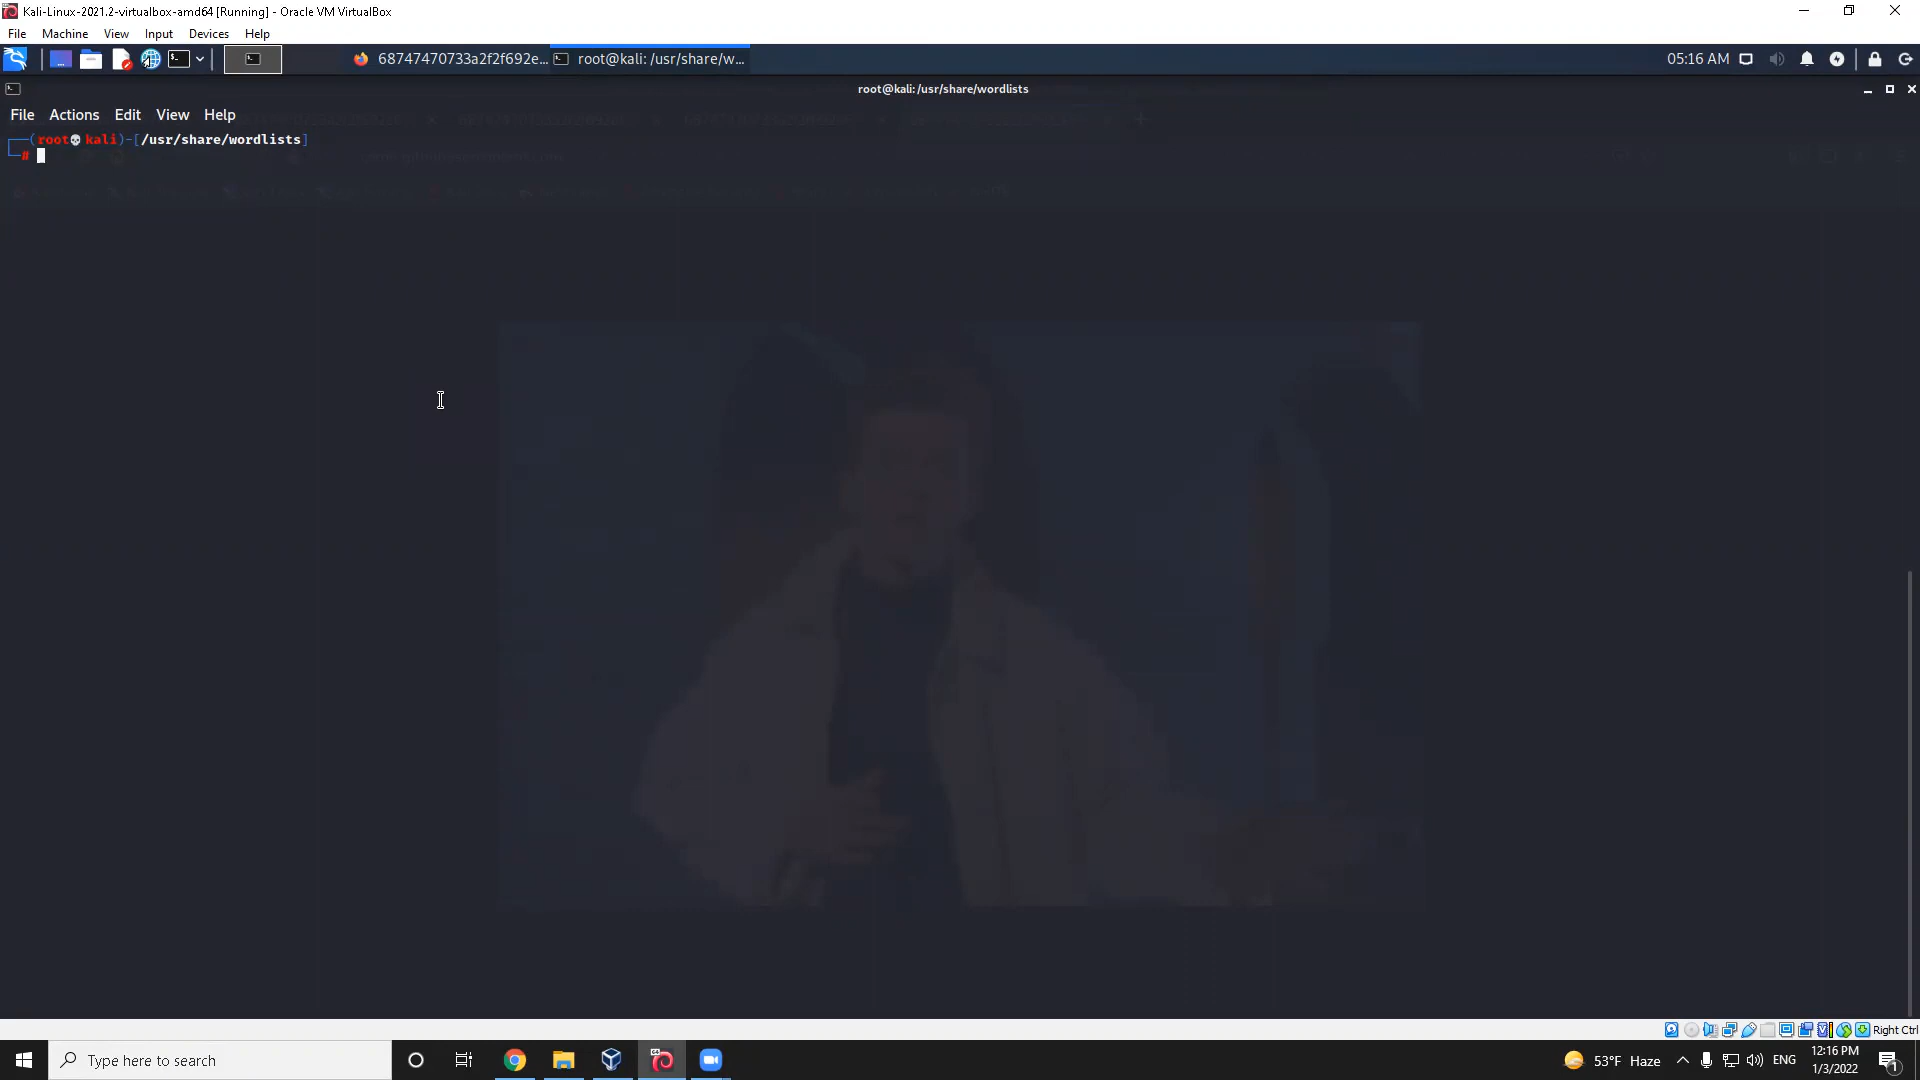 Kali-Linux-2021.2-virtualbox-amd64 [Running] - Oracle VM VirtualBox
File Machine View Input Devices Help
68747470733a2f2f692e... root@kali: /usr/share/w... 05:16 AM
root@kali:/usr/share/wordlists
File Actions Edit View Help
(root💀kali)-[/usr/share/wordlists]
#
Right Ctrl
Type here to search
53°F Haze
ENG
12:16 PM
1/3/2022
1